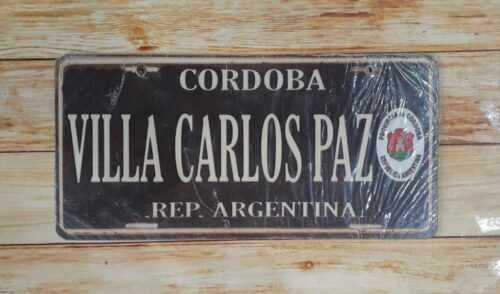 CORDOBA
VILLA CARLOS PAZ
REP. ARGENTINA